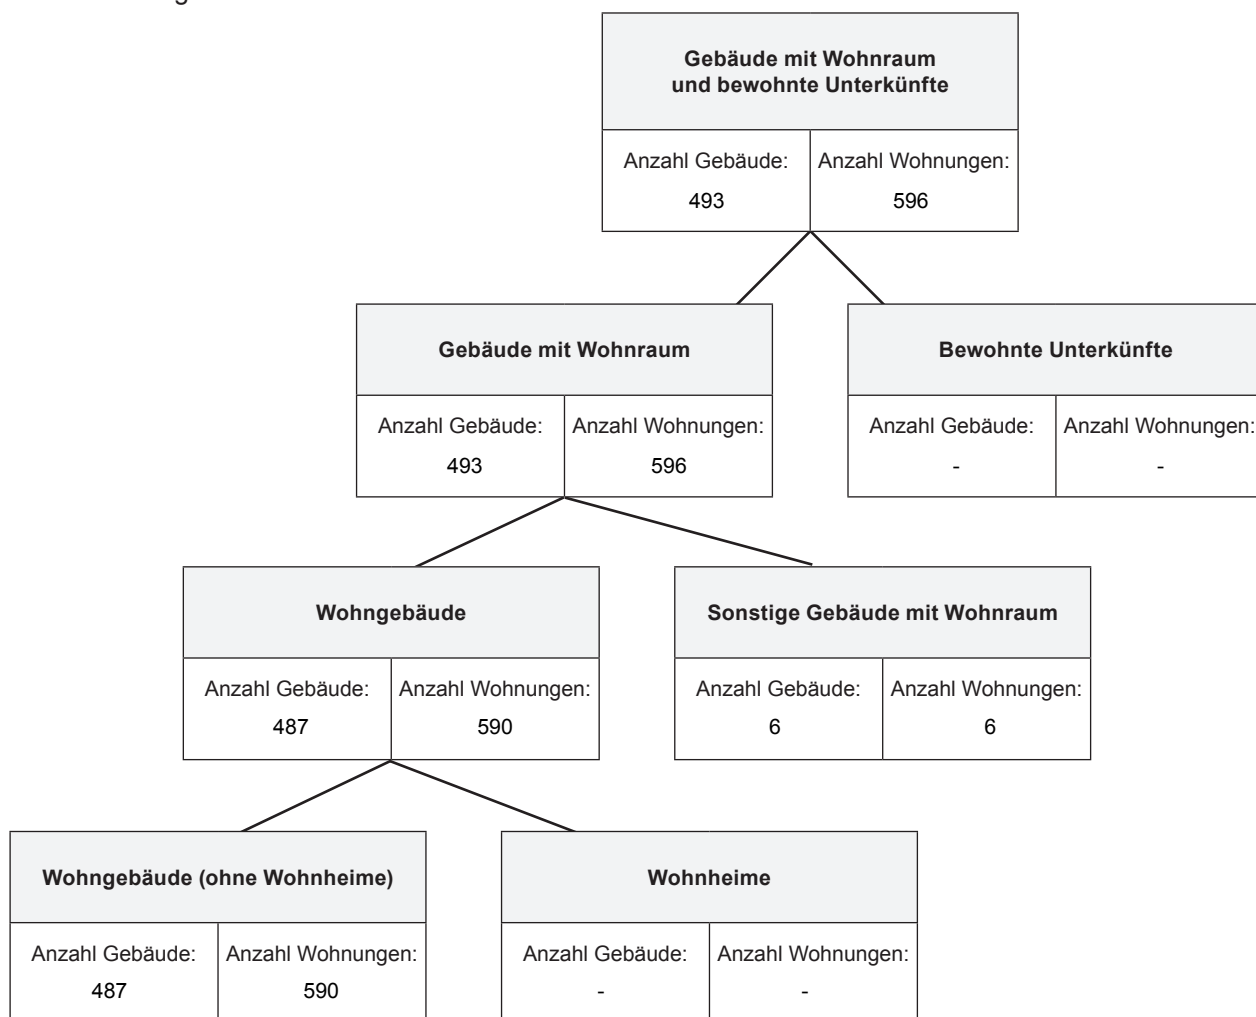 Gebäude mit Wohnraum
und bewohnte Unterkünfte
Anzahl Gebäude: Anzahl Wohnungen:
493 596
Gebäude mit Wohnraum
Anzahl Gebäude: Anzahl Wohnungen:
493 596
Bewohnte Unterkünfte
Anzahl Gebäude: Anzahl Wohnungen:
- -
Wohngebäude
Anzahl Gebäude: Anzahl Wohnungen:
487 590
Sonstige Gebäude mit Wohnraum
Anzahl Gebäude: Anzahl Wohnungen:
6 6
Wohngebäude (ohne Wohnheime)
Anzahl Gebäude: Anzahl Wohnungen:
487 590
Wohnheime
Anzahl Gebäude: Anzahl Wohnungen:
- -